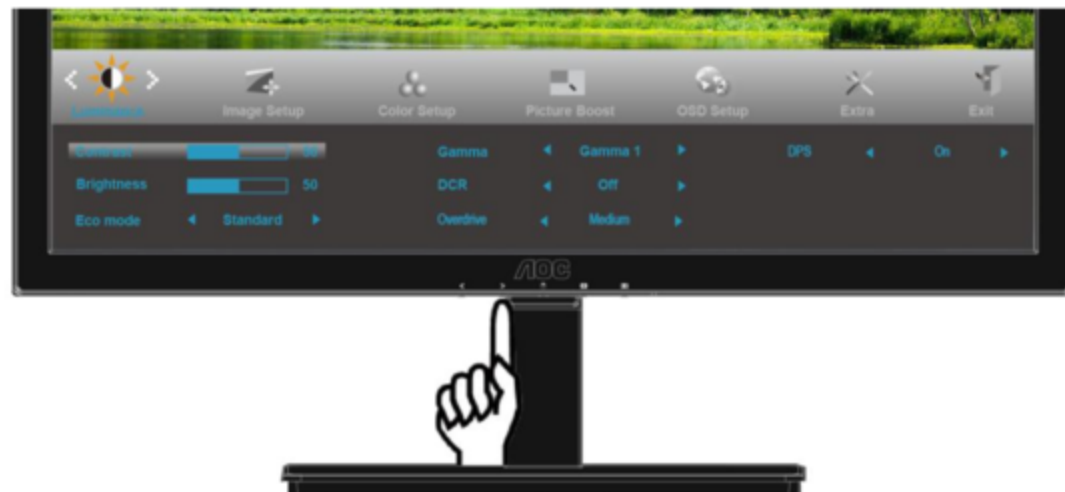 Luminance
Image Setup
Color Setup
Picture Boost
OSD Setup
Extra
Exit
Contrast 50
Gamma Gamma 1
DPS On
Brightness 50
DCR Off
Eco mode Standard
Overdrive Medium
AOC